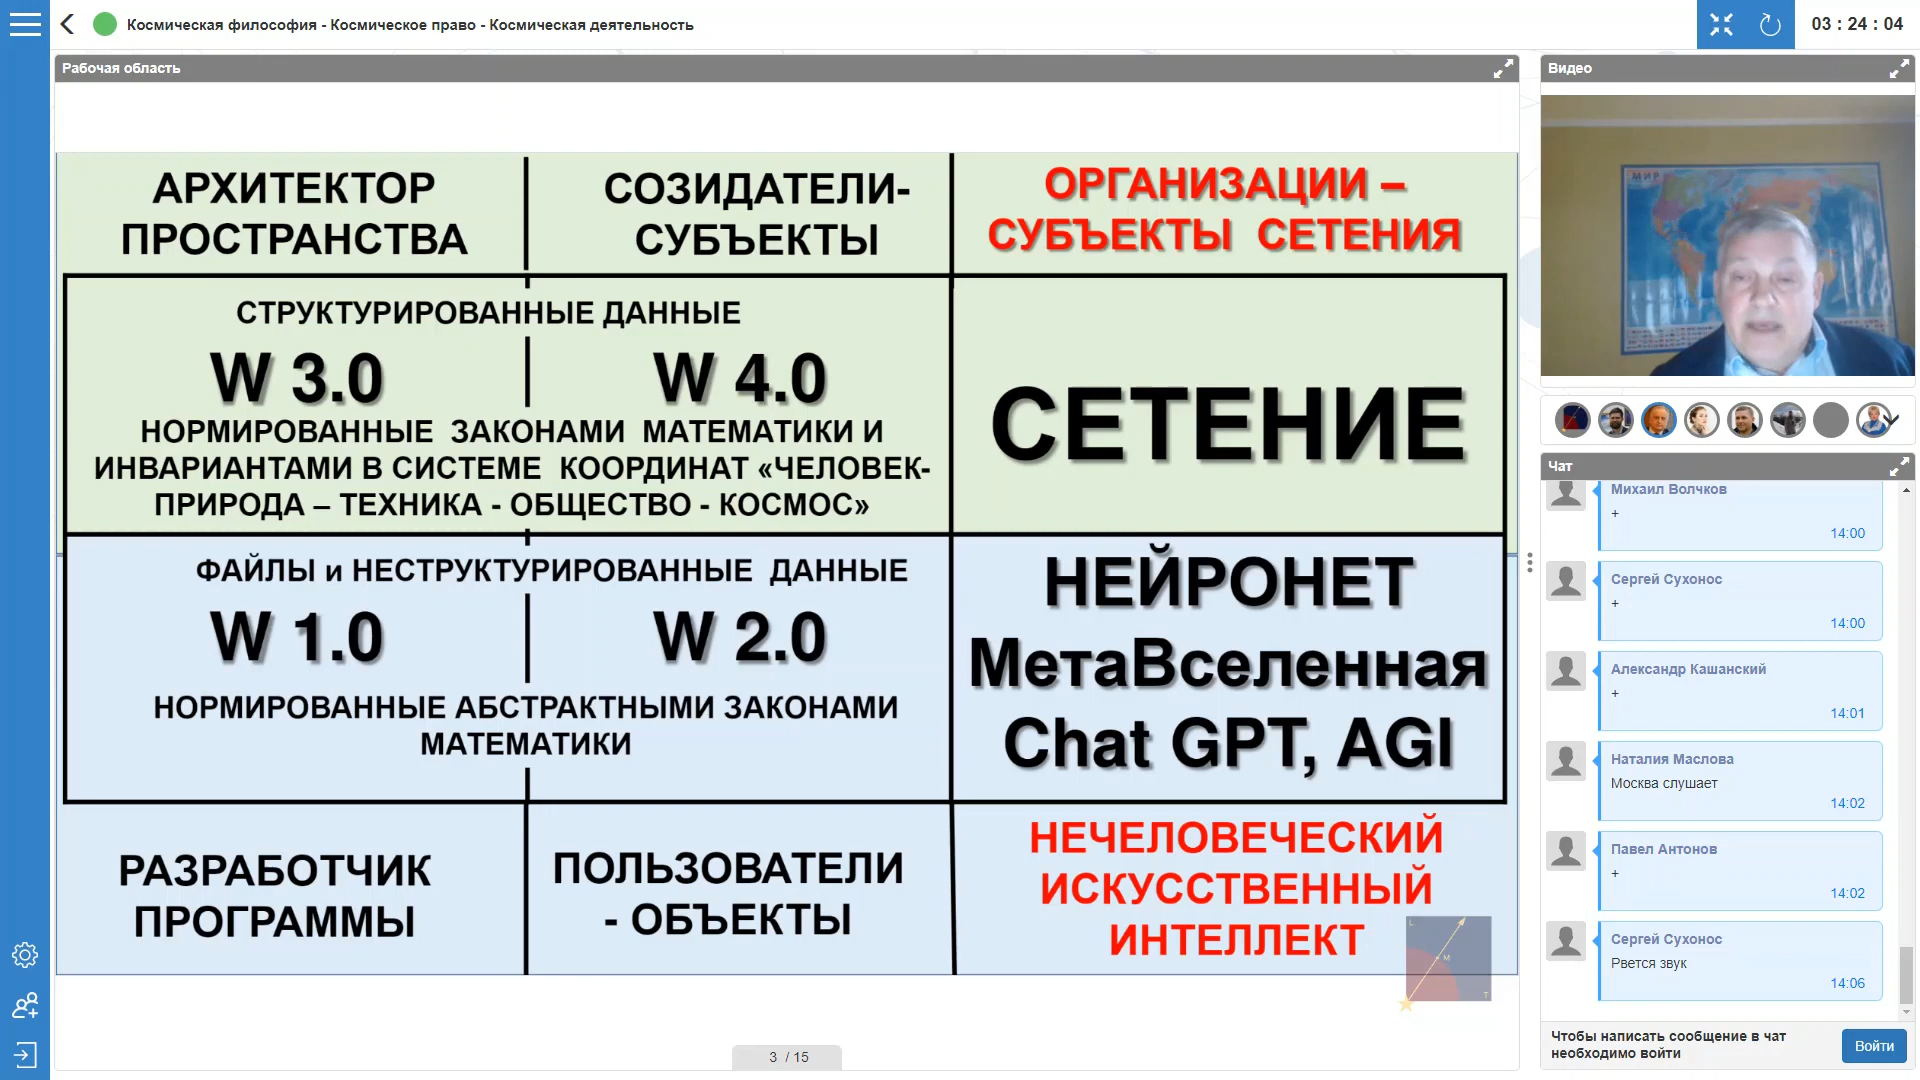 Космическая философия - Космическое право - Космическая деятельность
03 : 24 : 04
Рабочая область
АРХИТЕКТОР
ПРОСТРАНСТВА
СОЗИДАТЕЛИ-
СУБЪЕКТЫ
ОРГАНИЗАЦИИ –
СУБЪЕКТЫ СЕТЕНИЯ
СТРУКТУРИРОВАННЫЕ ДАННЫЕ
W 3.0
W 4.0
НОРМИРОВАННЫЕ ЗАКОНАМИ МАТЕМАТИКИ И
ИНВАРИАНТАМИ В СИСТЕМЕ КООРДИНАТ «ЧЕЛОВЕК-
ПРИРОДА – ТЕХНИКА - ОБЩЕСТВО - КОСМОС»
СЕТЕНИЕ
ФАЙЛЫ и НЕСТРУКТУРИРОВАННЫЕ ДАННЫЕ
W 1.0
W 2.0
НОРМИРОВАННЫЕ АБСТРАКТНЫМИ ЗАКОНАМИ
МАТЕМАТИКИ
НЕЙРОНЕТ
МетаВселенная
Chat GPT, AGI
РАЗРАБОТЧИК
ПРОГРАММЫ
ПОЛЬЗОВАТЕЛИ
- ОБЪЕКТЫ
НЕЧЕЛОВЕЧЕСКИЙ
ИСКУССТВЕННЫЙ
ИНТЕЛЛЕКТ
L
M
T
3 / 15
Видео
МИР
Чат
Михаил Волчков
+
14:00
Сергей Сухонос
+
14:00
Александр Кашанский
+
14:01
Наталия Маслова
Москва слушает
14:02
Павел Антонов
+
14:02
Сергей Сухонос
Рвется звук
14:06
Чтобы написать сообщение в чат
необходимо войти
Войти